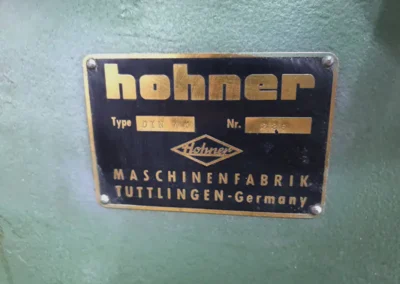 hohner
Type Nr.
Hohner
MASCHINENFABRIK
TUTTLINGEN-Germany